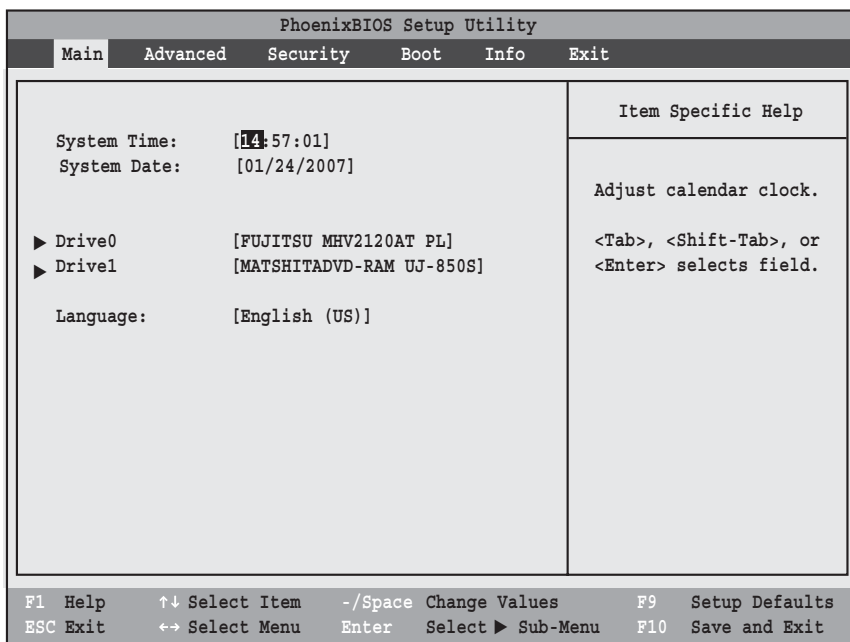 PhoenixBIOS Setup Utility
Main Advanced Security Boot Info Exit
System Time: [14:57:01]
System Date: [01/24/2007]
▶ Drive0 [FUJITSU MHV2120AT PL]
▶ Drive1 [MATSHITADVD-RAM UJ-850S]
Language: [English (US)]
Item Specific Help
Adjust calendar clock.
<Tab>, <Shift-Tab>, or
<Enter> selects field.
F1 Help ↑↓ Select Item -/Space Change Values F9 Setup Defaults
ESC Exit ←→ Select Menu Enter Select ▶ Sub-Menu F10 Save and Exit